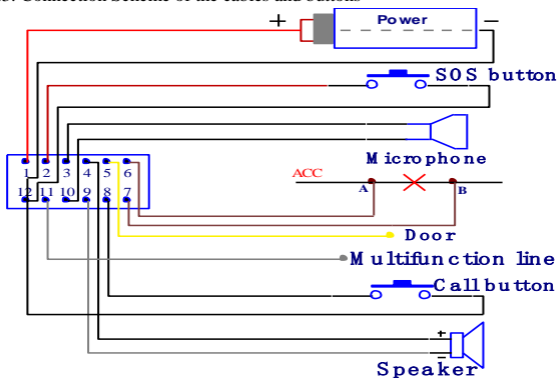 Connection Scheme of the cables and buttons
+ Power −
SOS button
Microphone
1 2 3 4 5 6
12 11 10 9 8 7
ACC
A B
Door
Multifunction line
Call button
+
−
Speaker